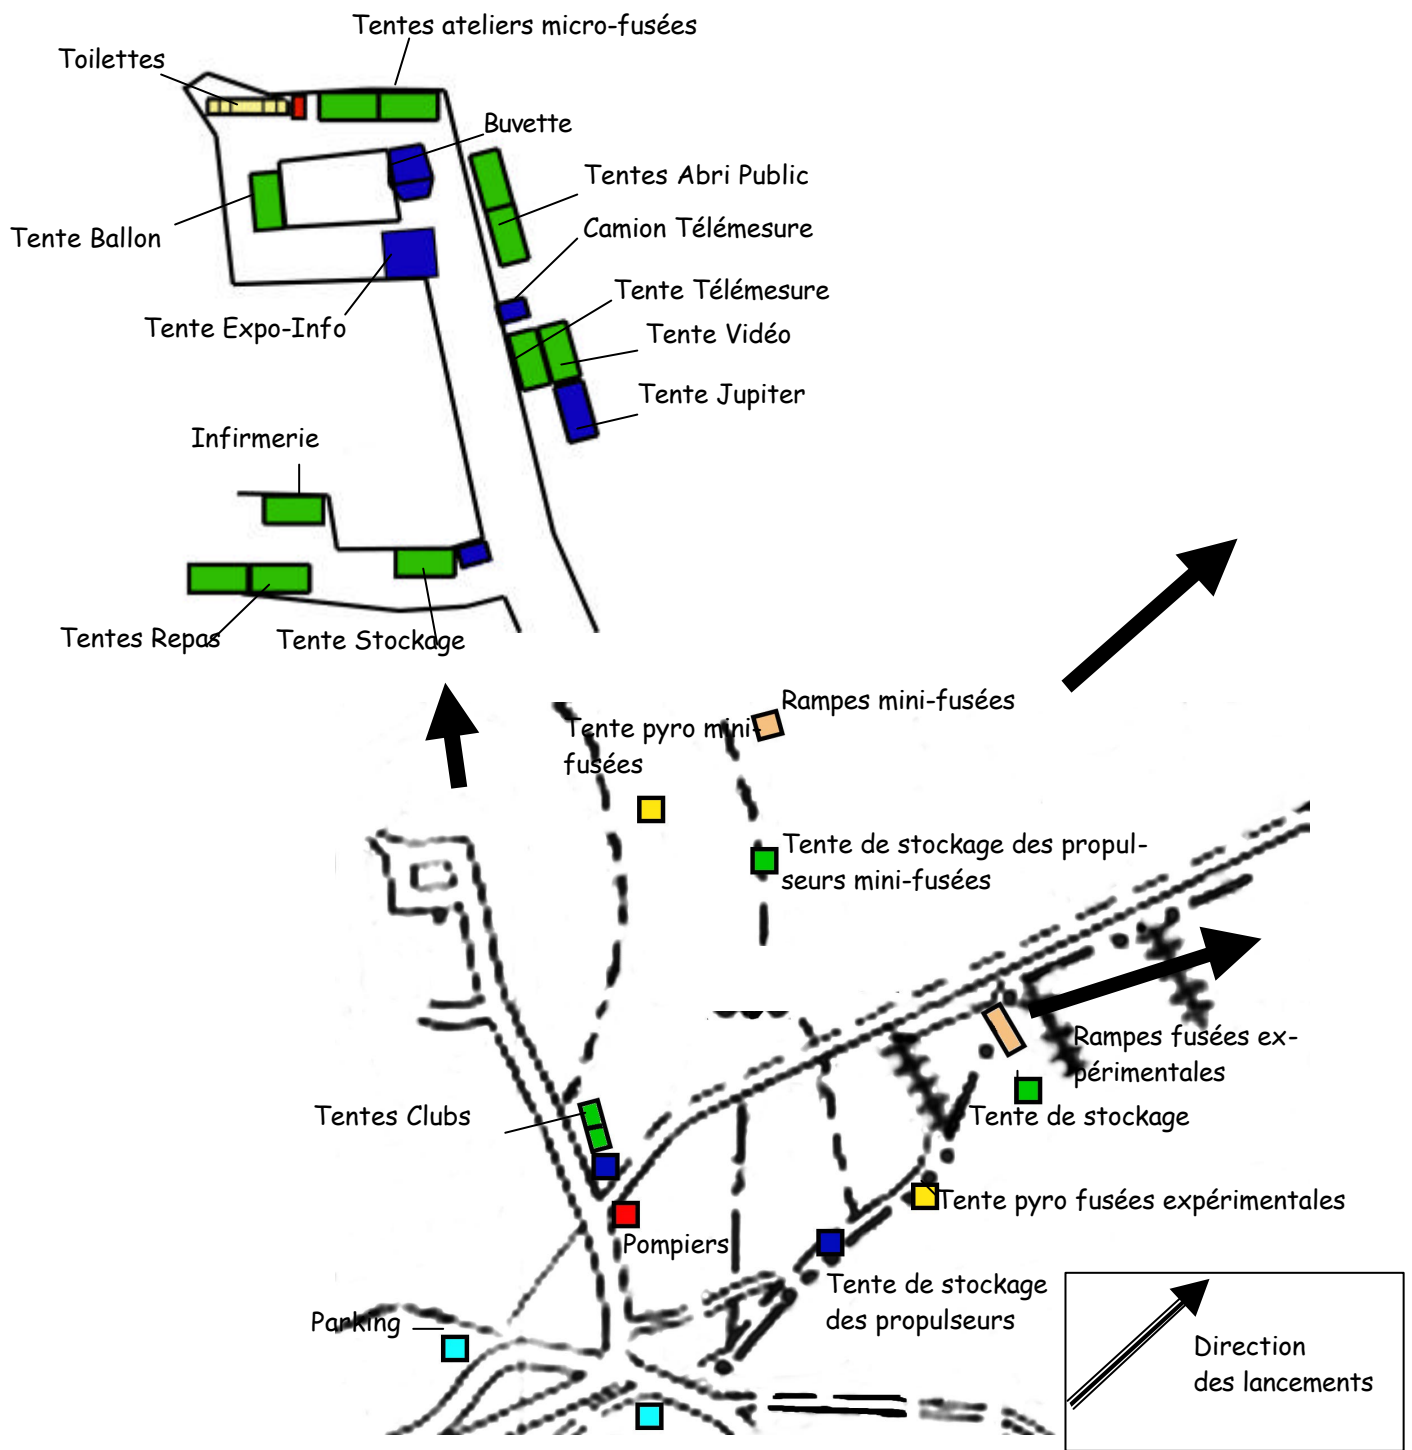 Tentes ateliers micro-fusées
Toilettes
Buvette
Tentes Abri Public
Camion Télémesure
Tente Ballon
Tente Télémesure
Tente Expo-Info
Tente Vidéo
Tente Jupiter
Infirmerie
Tentes Repas
Tente Stockage
Rampes mini-fusées
Tente pyro mini-
fusées
Tente de stockage des propul-
seurs mini-fusées
Rampes fusées ex-
périmentales
Tentes Clubs
Tente de stockage
Tente pyro fusées expérimentales
Pompiers
Tente de stockage
des propulseurs
Parking
Direction
des lancements